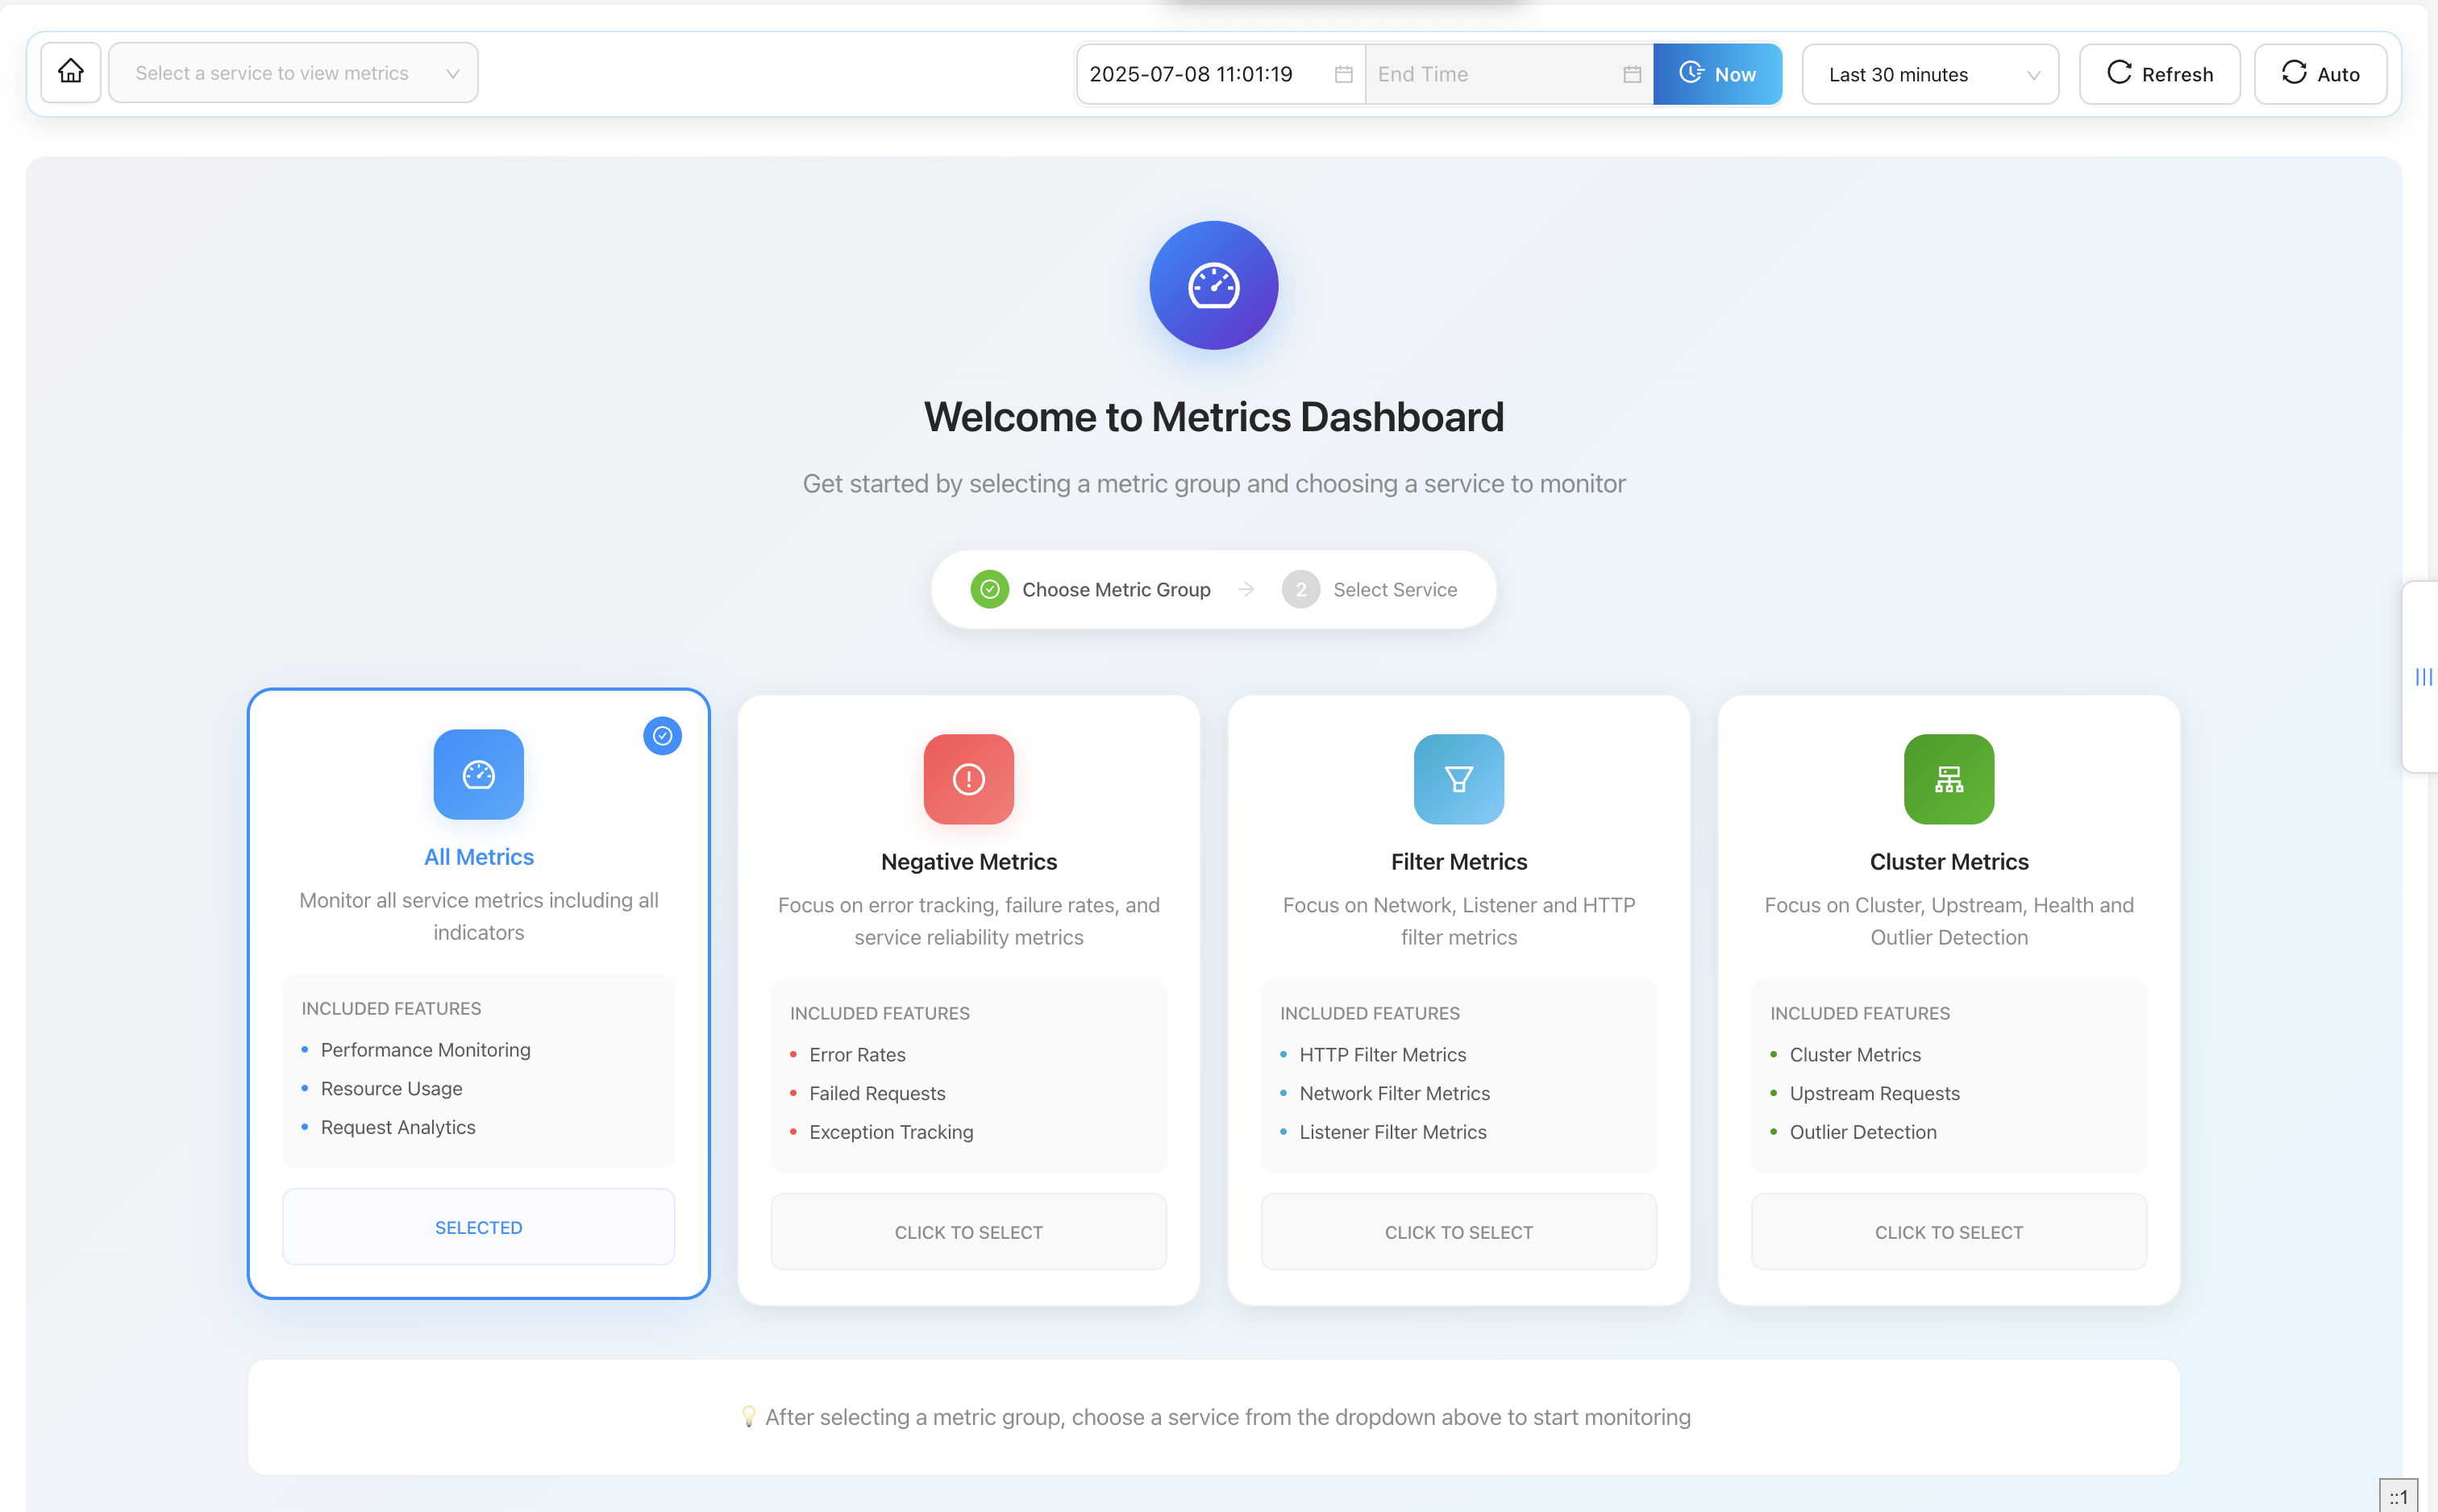 Select a service to view metrics
2025-07-08 11:01:19
End Time
Now
Last 30 minutes
Refresh
Auto
Welcome to Metrics Dashboard
Get started by selecting a metric group and choosing a service to monitor
Choose Metric Group
2
Select Service
All Metrics
Monitor all service metrics including all
indicators
INCLUDED FEATURES
Performance Monitoring
Resource Usage
Request Analytics
SELECTED
Negative Metrics
Focus on error tracking, failure rates, and
service reliability metrics
INCLUDED FEATURES
Error Rates
Failed Requests
Exception Tracking
CLICK TO SELECT
Filter Metrics
Focus on Network, Listener and HTTP
filter metrics
INCLUDED FEATURES
HTTP Filter Metrics
Network Filter Metrics
Listener Filter Metrics
CLICK TO SELECT
Cluster Metrics
Focus on Cluster, Upstream, Health and
Outlier Detection
INCLUDED FEATURES
Cluster Metrics
Upstream Requests
Outlier Detection
CLICK TO SELECT
After selecting a metric group, choose a service from the dropdown above to start monitoring
::1